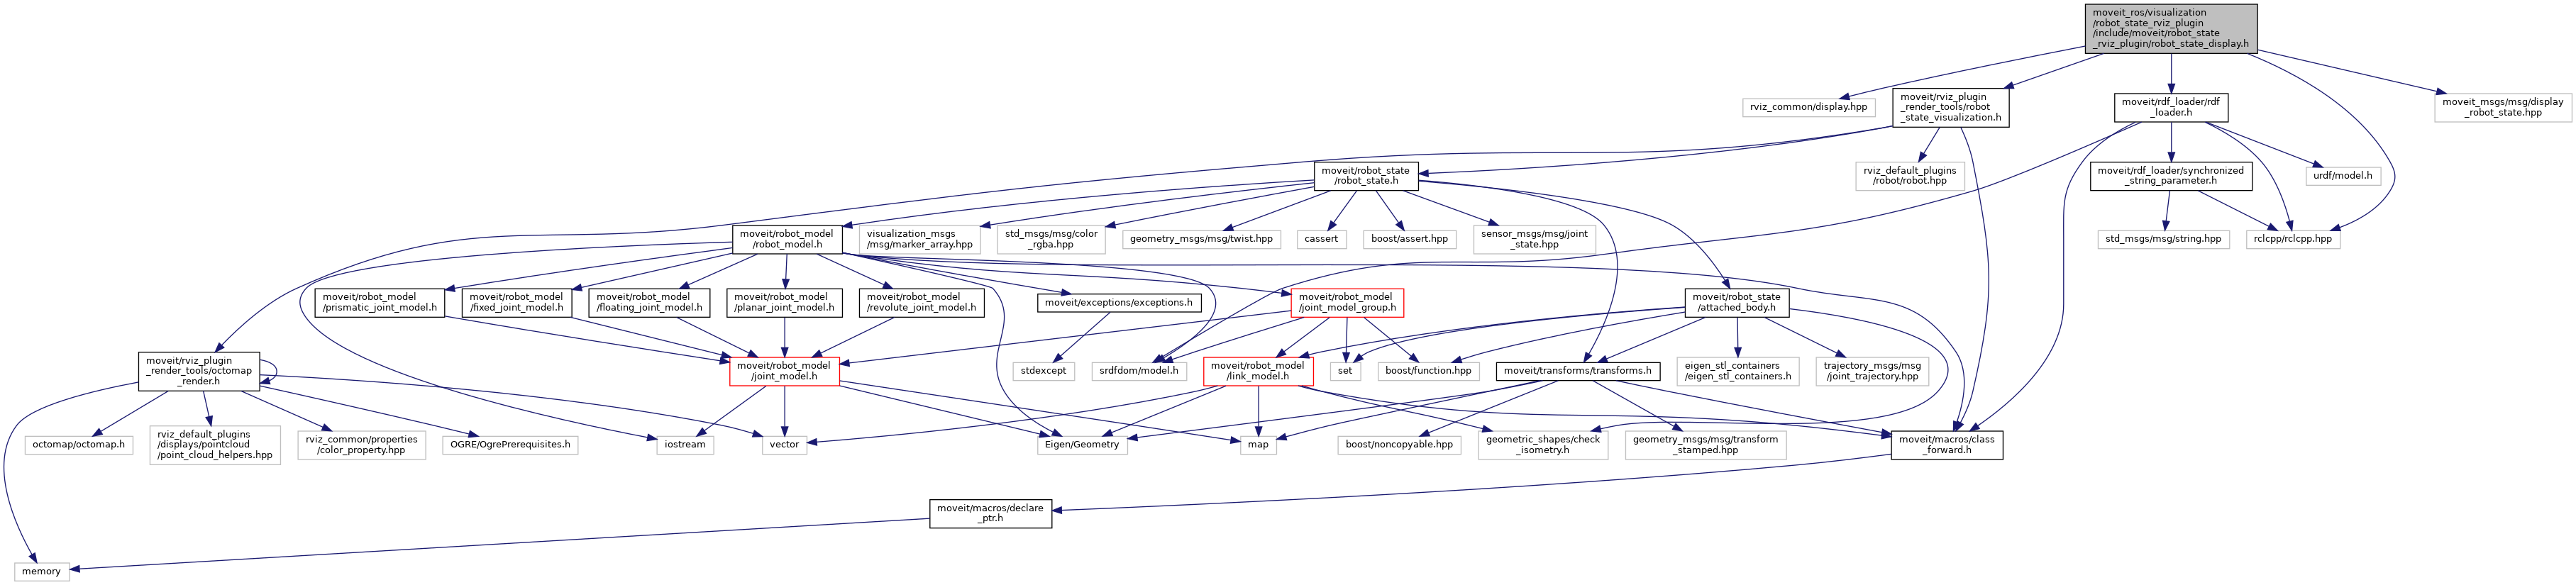 moveit_ros/visualization
/robot_state_rviz_plugin
/include/moveit/robot_state
_rviz_plugin/robot_state_display.h
rviz_common/display.hpp
moveit/rviz_plugin
_render_tools/robot
_state_visualization.h
moveit/rdf_loader/rdf
_loader.h
moveit_msgs/msg/display
_robot_state.hpp
moveit/robot_state
/robot_state.h
rviz_default_plugins
/robot/robot.hpp
moveit/rdf_loader/synchronized
_string_parameter.h
urdf/model.h
moveit/robot_model
/robot_model.h
visualization_msgs
/msg/marker_array.hpp
std_msgs/msg/color
_rgba.hpp
geometry_msgs/msg/twist.hpp
cassert
boost/assert.hpp
sensor_msgs/msg/joint
_state.hpp
std_msgs/msg/string.hpp
rclcpp/rclcpp.hpp
moveit/robot_model
/prismatic_joint_model.h
moveit/robot_model
/fixed_joint_model.h
moveit/robot_model
/floating_joint_model.h
moveit/robot_model
/planar_joint_model.h
moveit/robot_model
/revolute_joint_model.h
moveit/exceptions/exceptions.h
moveit/robot_model
/joint_model_group.h
moveit/robot_state
/attached_body.h
moveit/rviz_plugin
_render_tools/octomap
_render.h
moveit/robot_model
/joint_model.h
stdexcept
srdfdom/model.h
moveit/robot_model
/link_model.h
set
boost/function.hpp
moveit/transforms/transforms.h
eigen_stl_containers
/eigen_stl_containers.h
trajectory_msgs/msg
/joint_trajectory.hpp
octomap/octomap.h
rviz_default_plugins
/displays/pointcloud
/point_cloud_helpers.hpp
rviz_common/properties
/color_property.hpp
OGRE/OgrePrerequisites.h
iostream
vector
Eigen/Geometry
map
boost/noncopyable.hpp
geometric_shapes/check
_isometry.h
geometry_msgs/msg/transform
_stamped.hpp
moveit/macros/class
_forward.h
moveit/macros/declare
_ptr.h
memory